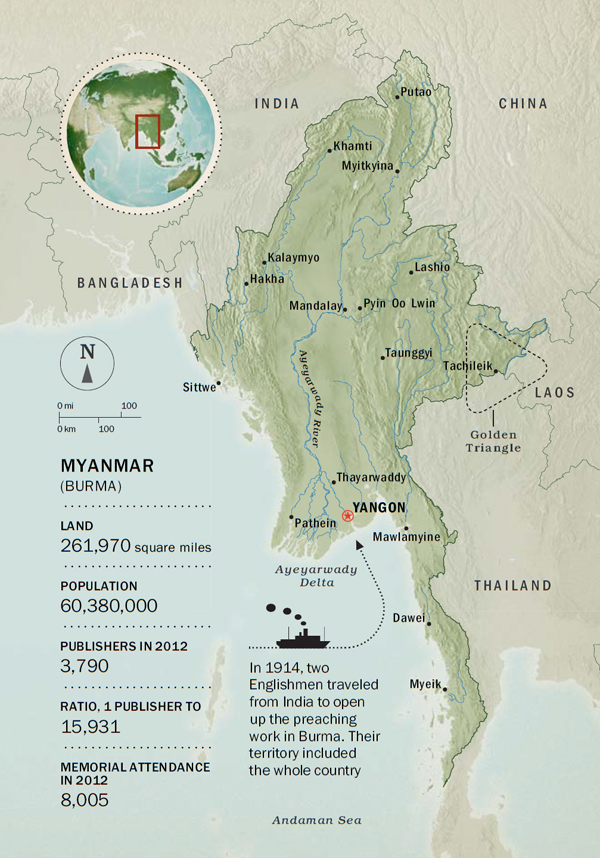 INDIA
CHINA
Putao
Khamti
Myitkyina
Kalaymyo
Hakha
Lashio
BANGLADESH
Mandalay
Pyin Oo Lwin
Taunggyi
Tachileik
Sittwe
LAOS
Ayeyarwady River
Golden
Triangle
N
0 mi 100
0 km 100
MYANMAR
(BURMA)
LAND
261,970 square miles
POPULATION
60,380,000
PUBLISHERS IN 2012
3,790
RATIO, 1 PUBLISHER TO
15,931
MEMORIAL ATTENDANCE
IN 2012
8,005
Thayarwaddy
YANGON
Pathein
Mawlamyine
Ayeyarwady
Delta
THAILAND
Dawei
Myeik
In 1914, two
Englishmen traveled
from India to open
up the preaching
work in Burma. Their
territory included
the whole country
Andaman Sea